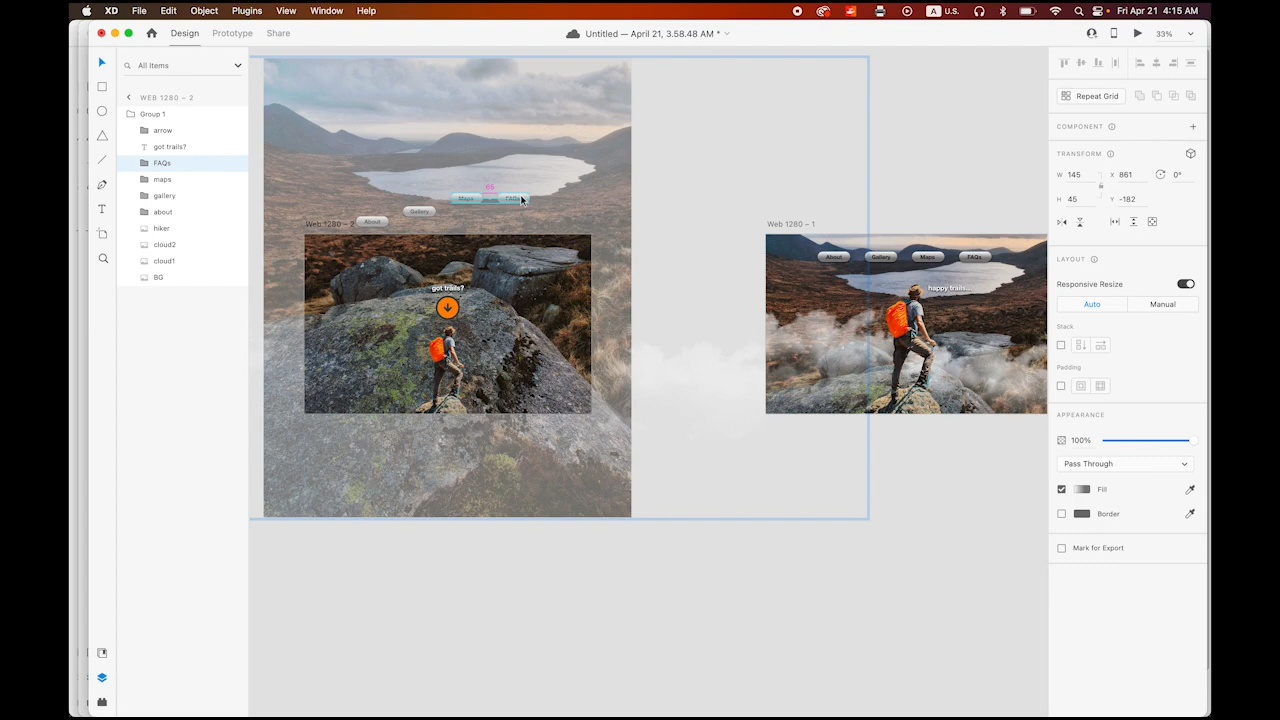 XD File Edit Object Plugins View Window Help A U.S. Fri Apr 21 4:15 AM
Design Prototype Share Untitled — April 21, 3.58.48 AM * 33%
All Items
Repeat Grid
WEB 1280 – 2
Group 1
arrow
got trails?
FAQs
maps
gallery
about
hiker
cloud2
cloud1
BG
55
Maps FAQs
Gallery
About
Web 1280 – 2
got trails?
Web 1280 – 1
About Gallery Maps FAQs
happy trails...
COMPONENT
TRANSFORM
W 145 X 861 0°
H 45 Y -182
LAYOUT
Responsive Resize
Auto Manual
Stack
Padding
APPEARANCE
100%
Pass Through
Fill
Border
Mark for Export